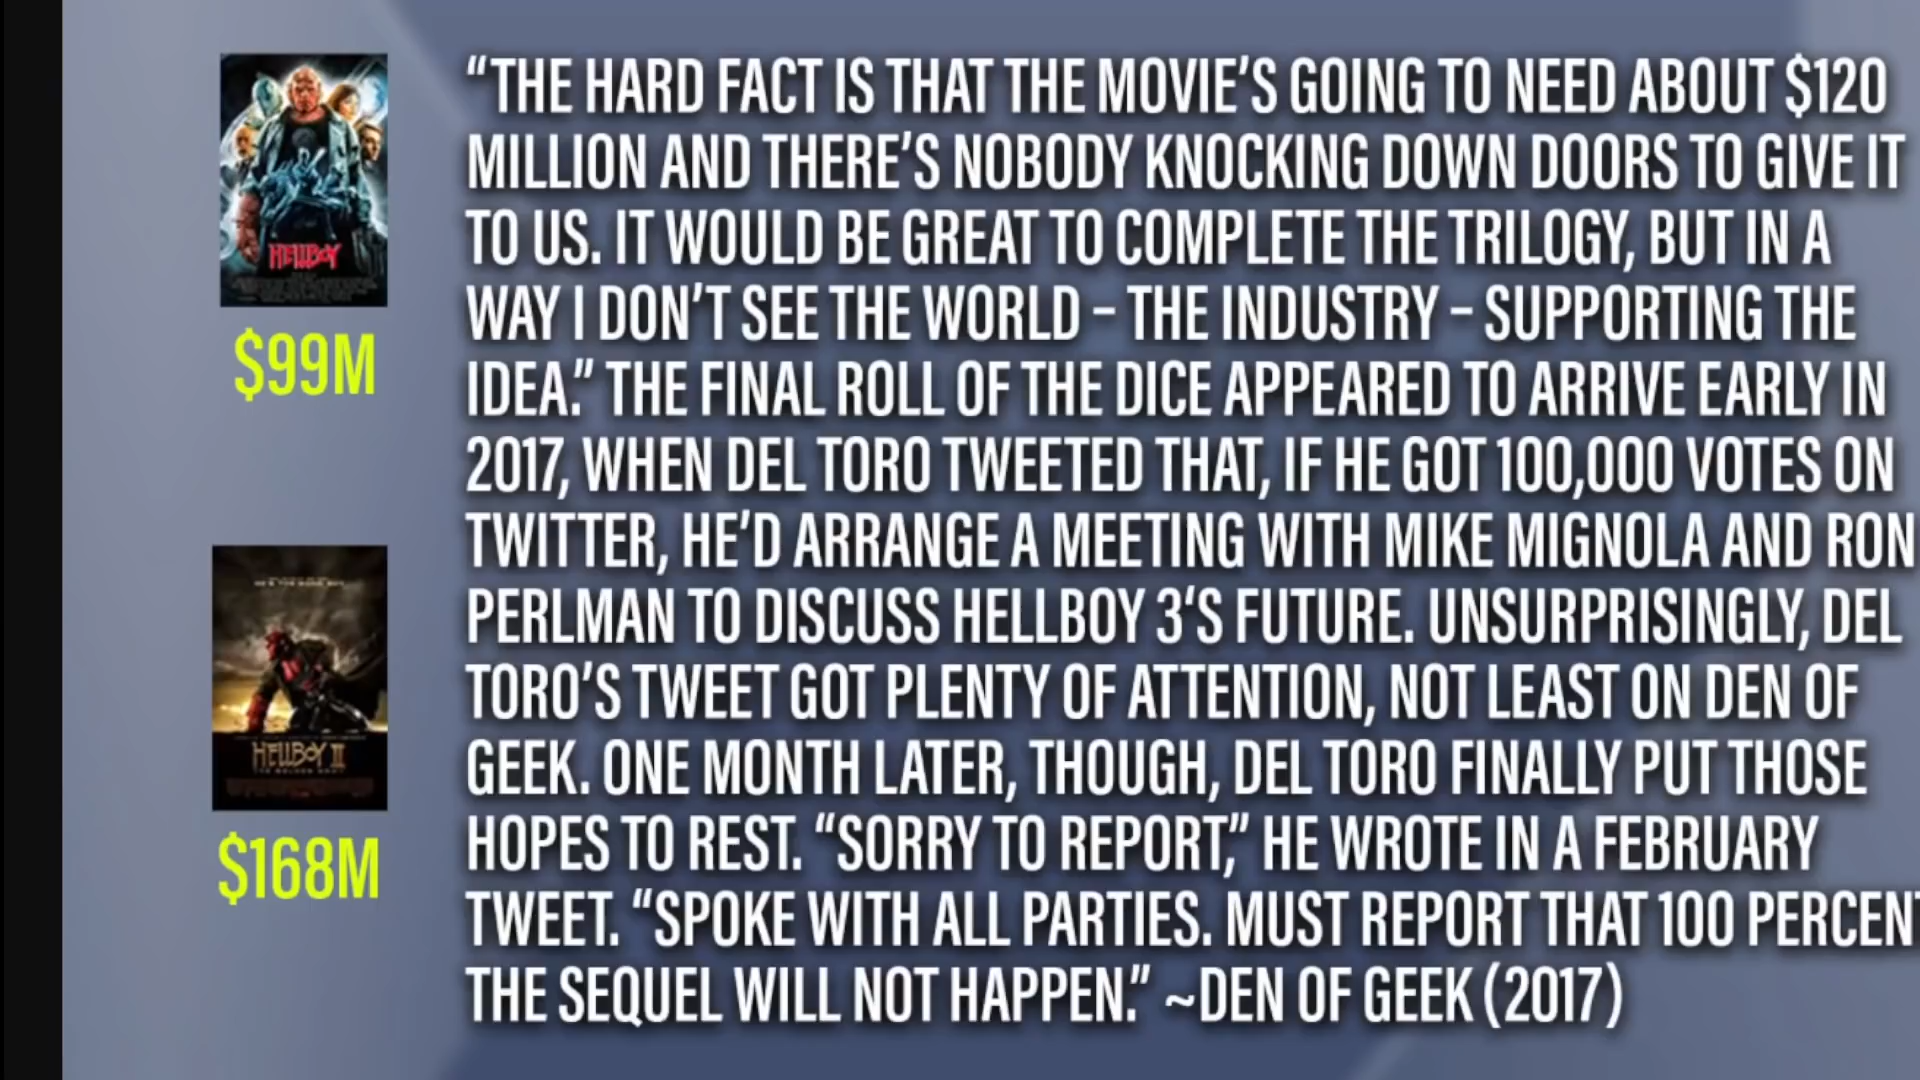 "THE HARD FACT IS THAT THE MOVIE'S GOING TO NEED ABOUT $120
MILLION AND THERE'S NOBODY KNOCKING DOWN DOORS TO GIVE IT
TO US. IT WOULD BE GREAT TO COMPLETE THE TRILOGY, BUT IN A
WAY I DON'T SEE THE WORLD – THE INDUSTRY – SUPPORTING THE
IDEA." THE FINAL ROLL OF THE DICE APPEARED TO ARRIVE EARLY IN
2017, WHEN DEL TORO TWEETED THAT, IF HE GOT 100,000 VOTES ON
TWITTER, HE'D ARRANGE A MEETING WITH MIKE MIGNOLA AND RON
PERLMAN TO DISCUSS HELLBOY 3'S FUTURE. UNSURPRISINGLY, DEL
TORO'S TWEET GOT PLENTY OF ATTENTION, NOT LEAST ON DEN OF
GEEK. ONE MONTH LATER, THOUGH, DEL TORO FINALLY PUT THOSE
HOPES TO REST. "SORRY TO REPORT," HE WROTE IN A FEBRUARY
TWEET. "SPOKE WITH ALL PARTIES. MUST REPORT THAT 100 PERCENT
THE SEQUEL WILL NOT HAPPEN." ~DEN OF GEEK (2017)
HELLBOY
$99M
HELLBOY II
$168M